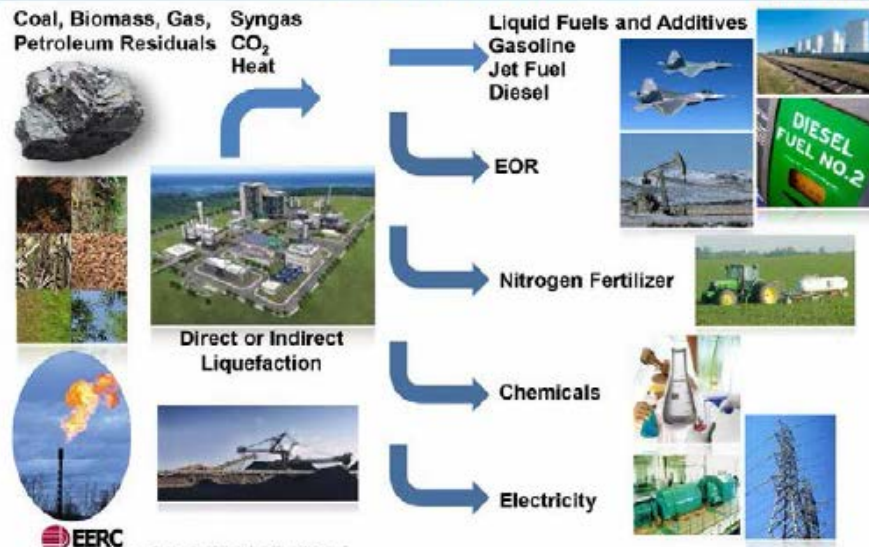 Coal, Biomass, Gas,
Petroleum Residuals
Syngas
CO₂
Heat
Liquid Fuels and Additives
Gasoline
Jet Fuel
Diesel
DIESEL
FUEL NO.2
EOR
Nitrogen Fertilizer
Direct or Indirect
Liquefaction
Chemicals
Electricity
EERC